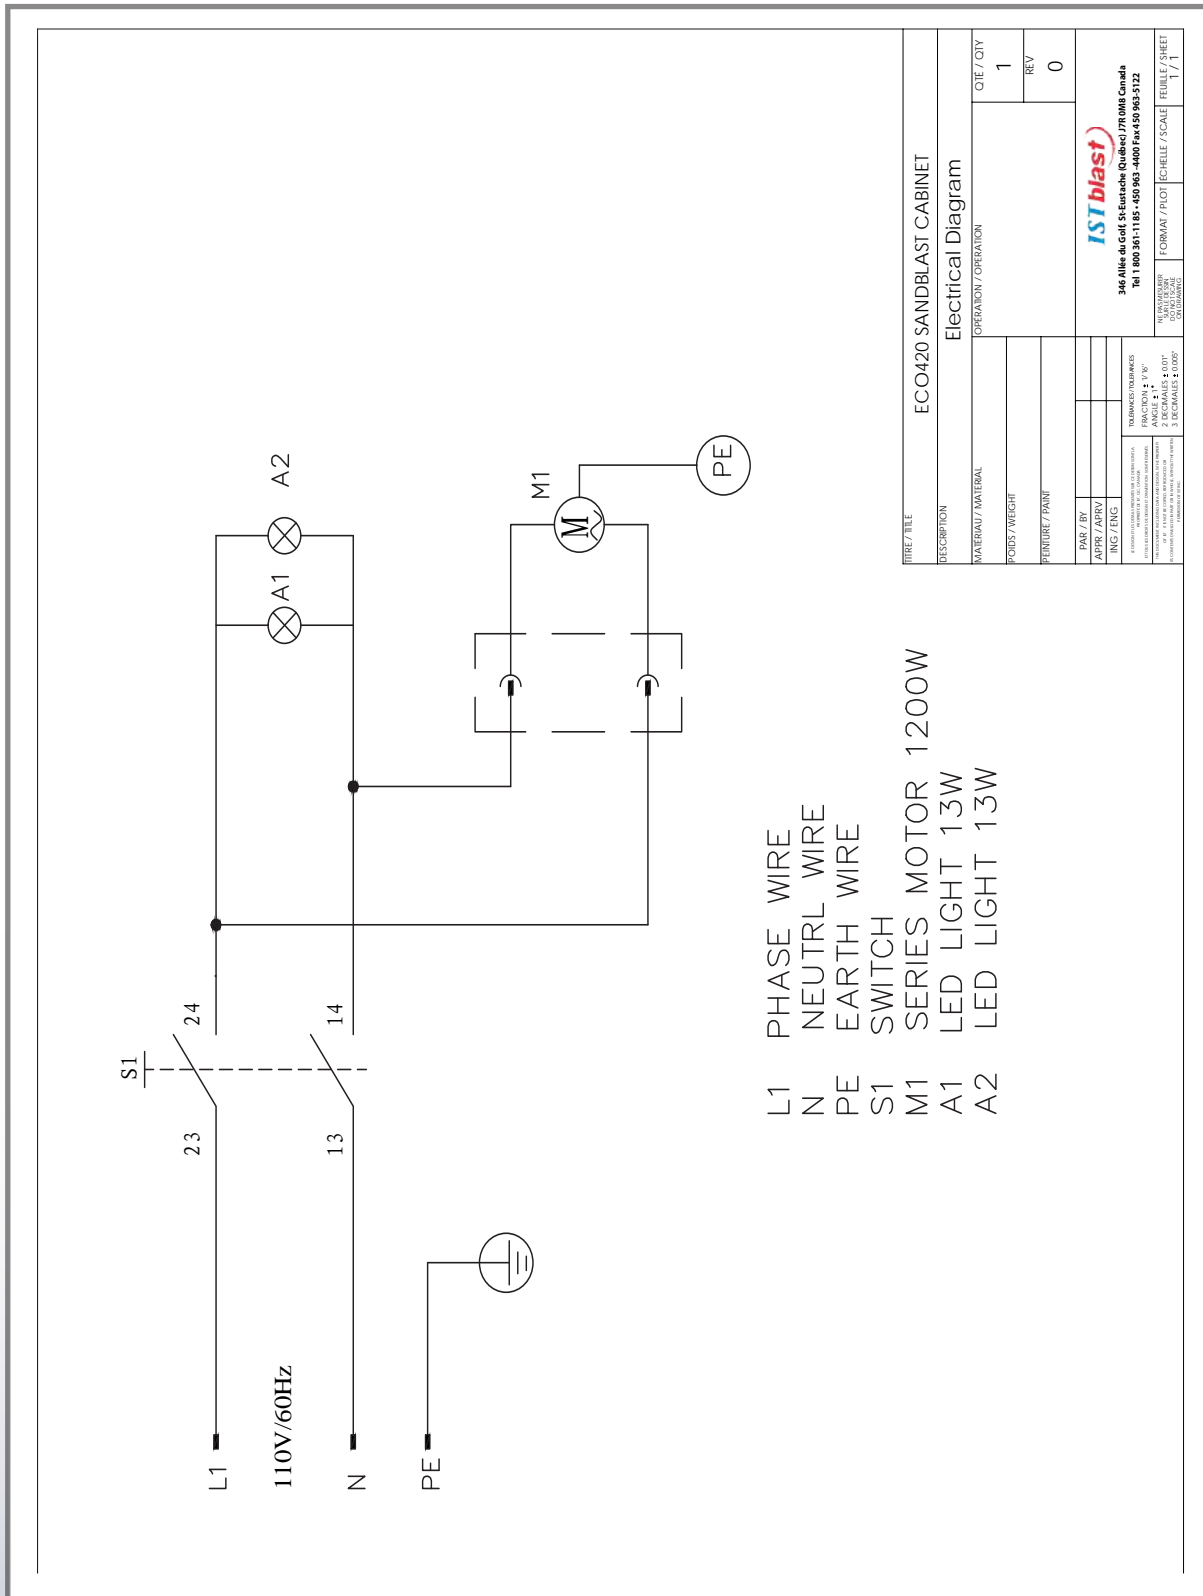 S1
23
24
13
14
L1
110V/60Hz
N
PE
A1
A2
M1
M
PE
L1 PHASE WIRE
N NEUTRL WIRE
PE EARTH WIRE
S1 SWITCH
M1 SERIES MOTOR 1200W
A1 LED LIGHT 13W
A2 LED LIGHT 13W
TITRE / TITLE
ECO420 SANDBLAST CABINET
DESCRIPTION
Electrical Diagram
MATÉRIAU / MATERIAL
OPÉRATION / OPERATION
QTÉ / QTY
1
POIDS / WEIGHT
REV
0
PEINTURE / PAINT
PAR / BY
APPR / APRV
ING / ENG
ISTblast
346 Allée du Golf, St-Eustache (Québec) J7R 0M8 Canada
Tel 1 800 361-1185 • 450 963-4400 Fax 450 963-5122
TOLÉRANCES/TOLERANCES
FRACTION ± 1/16"
ANGLE ± 1°
2 DECIMALES ± 0.01"
3 DECIMALES ± 0.005"
NE PAS MESURER
SUR LE DESSIN
DO NOT SCALE
ON DRAWING
FORMAT / PLOT
ÉCHELLE / SCALE
FEUILLE / SHEET
1 / 1